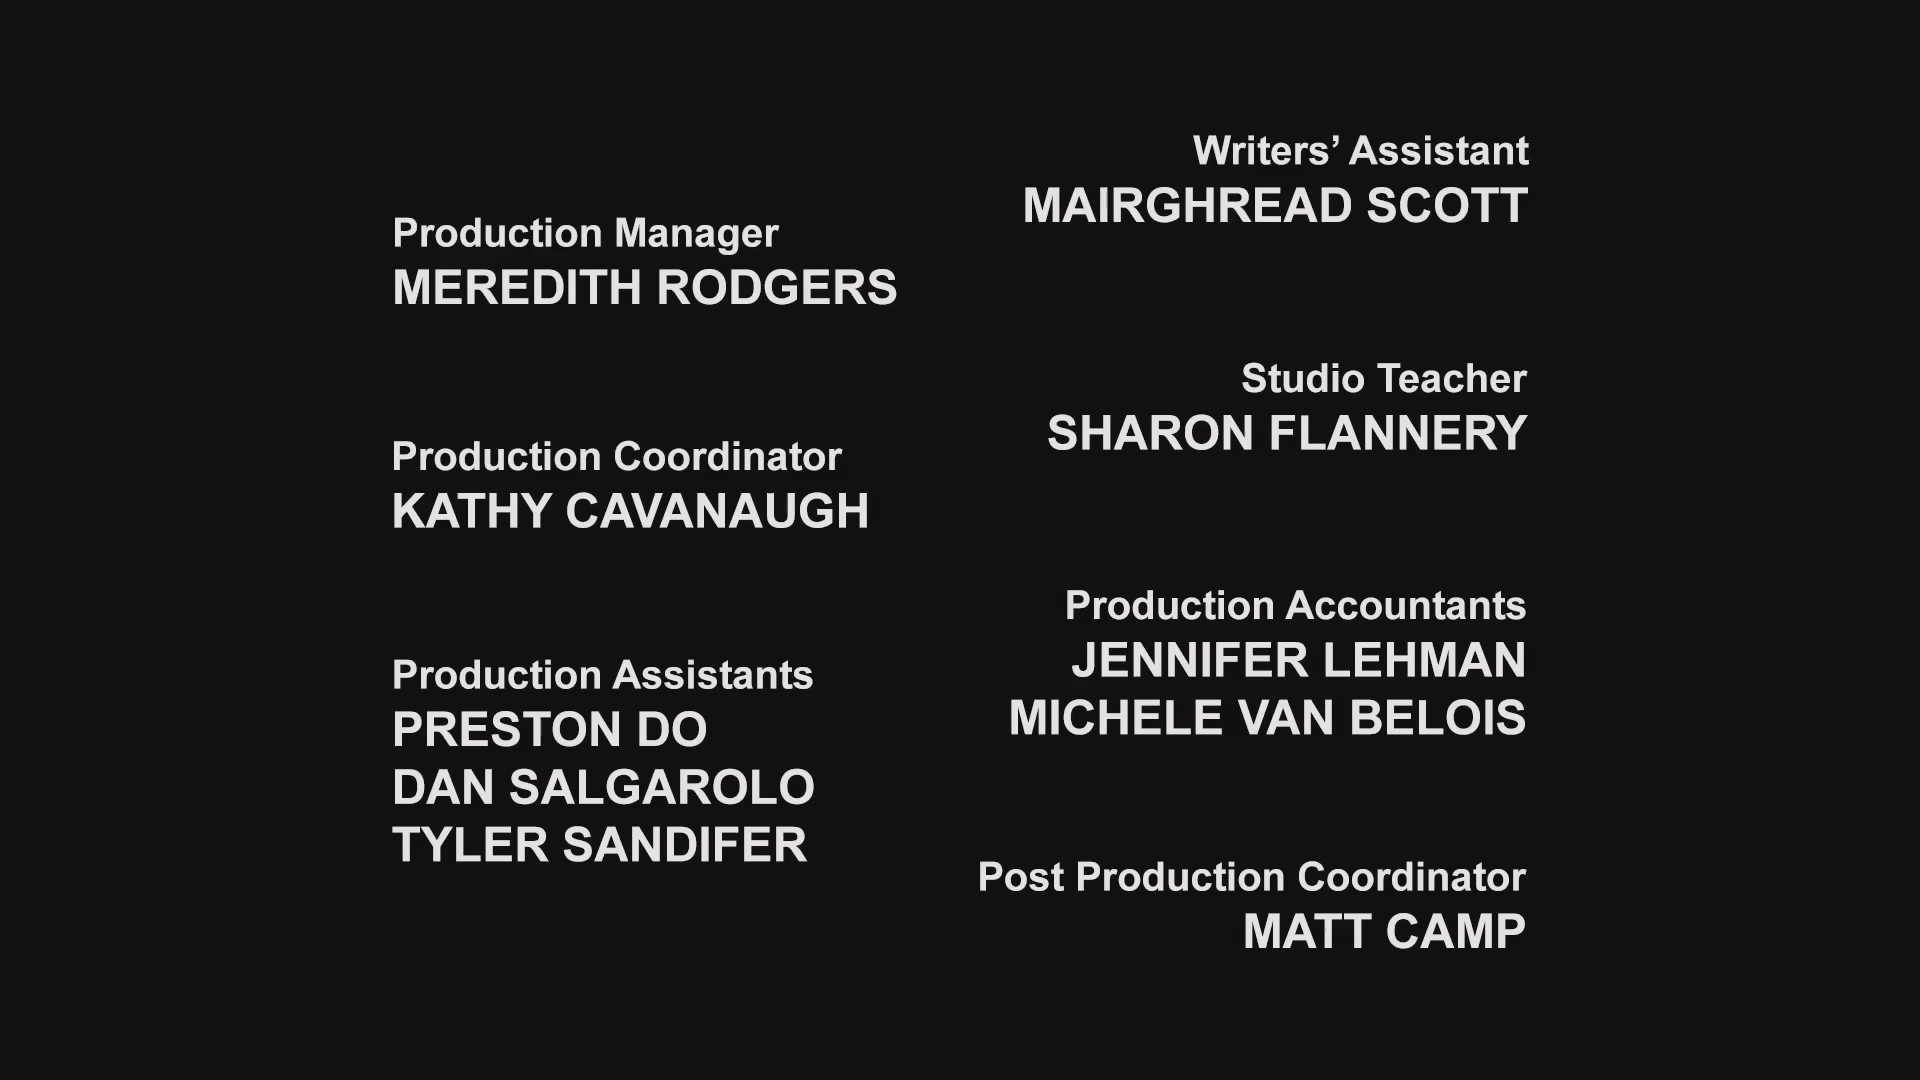 Production Manager
MEREDITH RODGERS
Production Coordinator
KATHY CAVANAUGH
Production Assistants
PRESTON DO
DAN SALGAROLO
TYLER SANDIFER
Writers’ Assistant
MAIRGHREAD SCOTT
Studio Teacher
SHARON FLANNERY
Production Accountants
JENNIFER LEHMAN
MICHELE VAN BELOIS
Post Production Coordinator
MATT CAMP